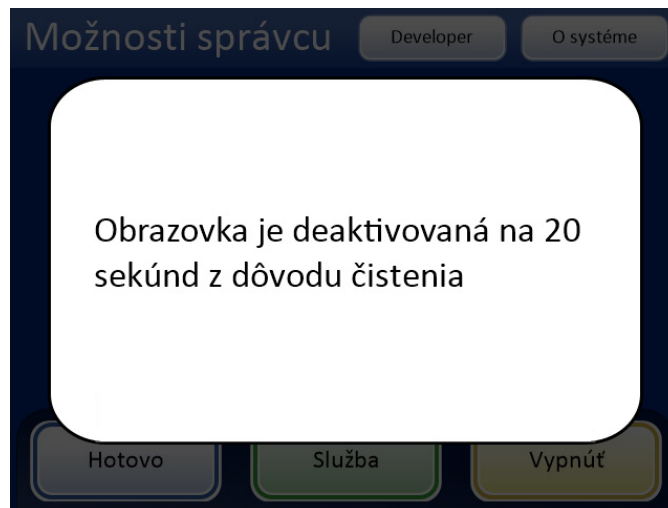 Možnosti správcu
Developer
O systéme
Obrazovka je deaktivovaná na 20
sekúnd z dôvodu čistenia
Hotovo
Služba
Vypnúť